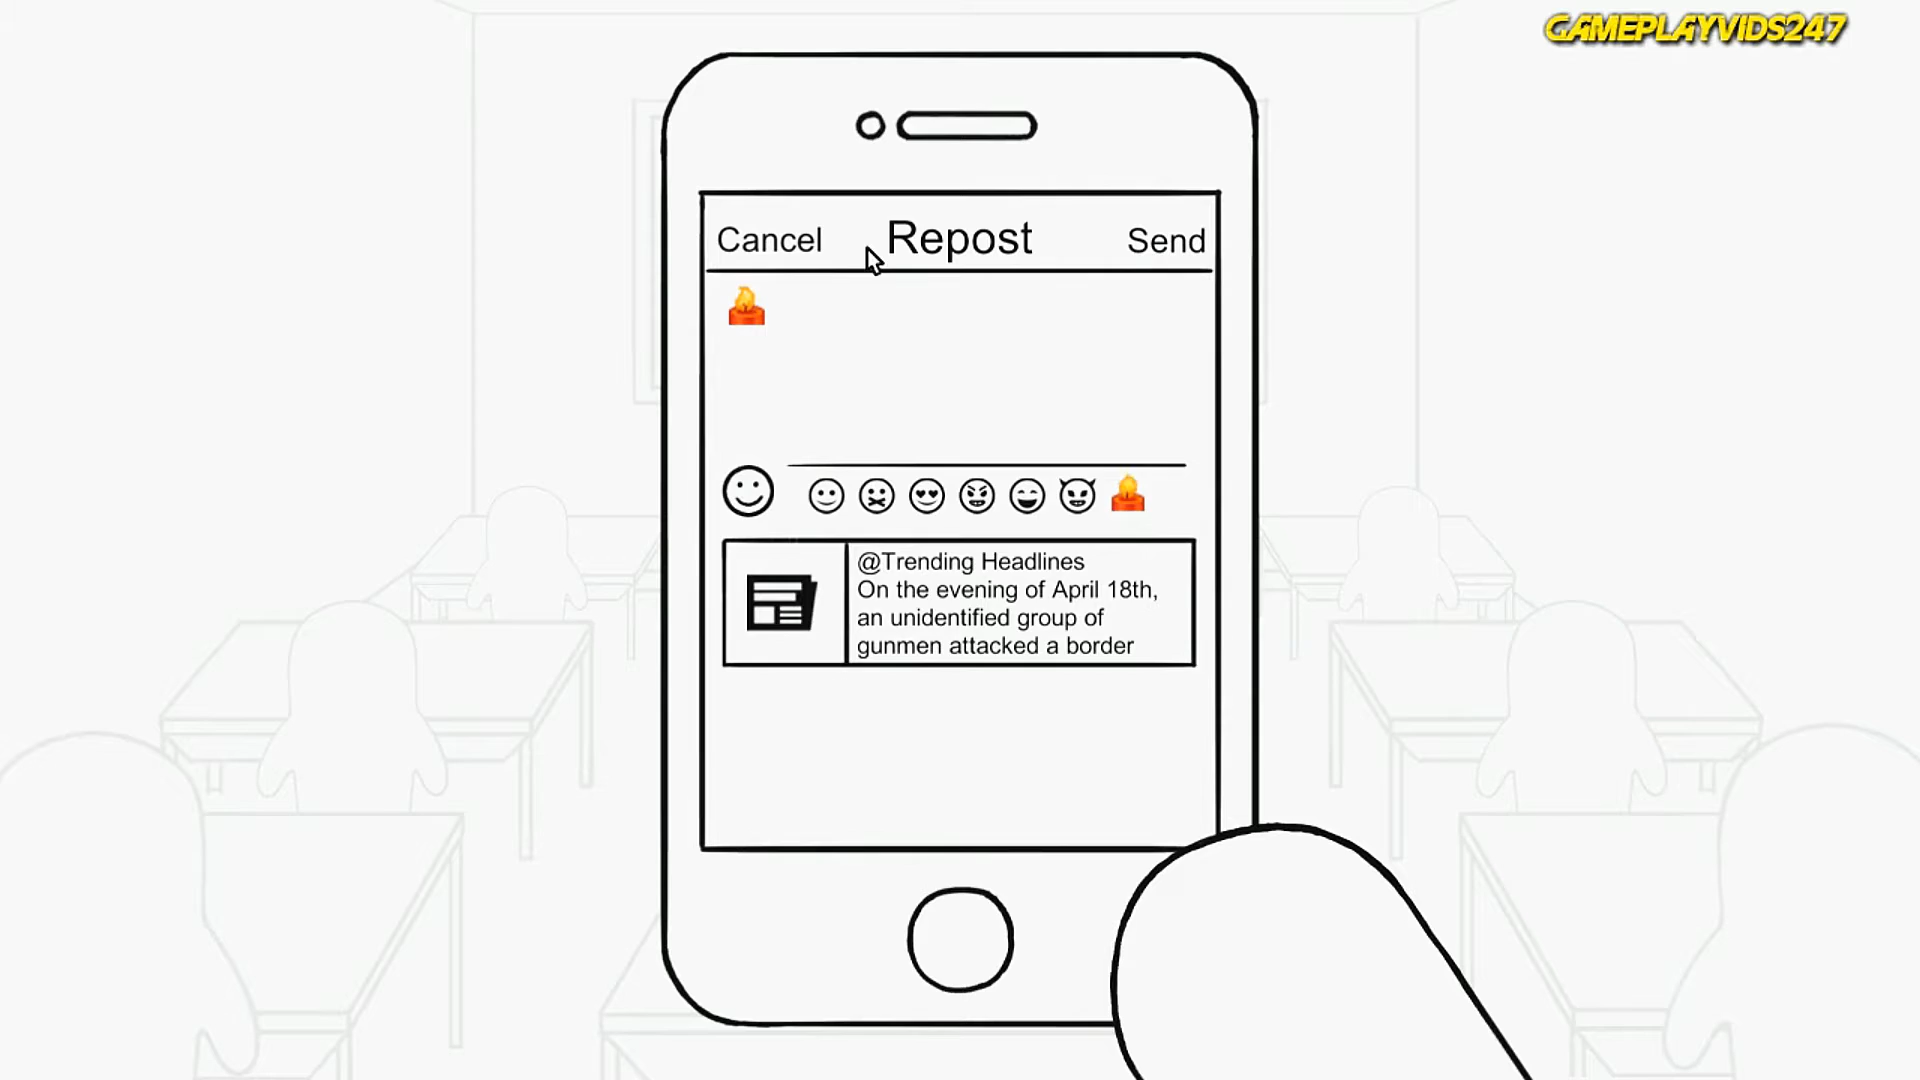 GAMEPLAYVIDS247
Cancel Repost Send
@Trending Headlines
On the evening of April 18th,
an unidentified group of
gunmen attacked a border